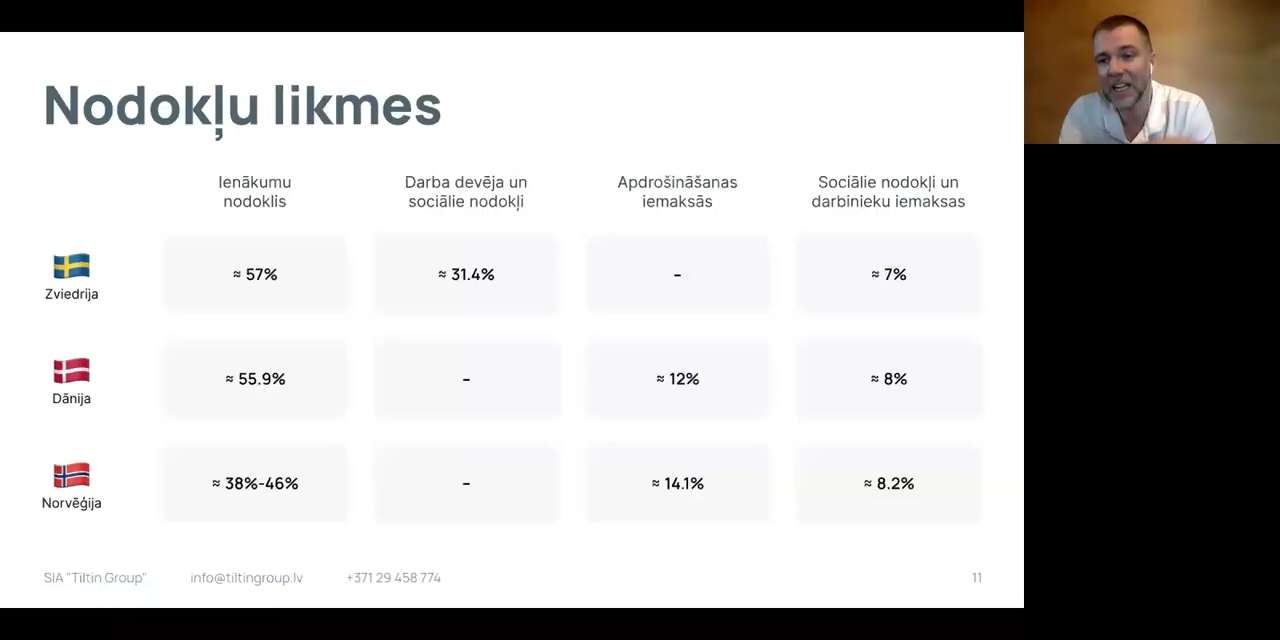 Nodokļu likmes
Ienākumu
nodoklis
Darba devēja un
sociālie nodokļi
Apdrošināšanas
iemaksās
Sociālie nodokļi un
darbinieku iemaksas
Zviedrija
≈ 57%
≈ 31.4%
-
≈ 7%
Dānija
≈ 55.9%
-
≈ 12%
≈ 8%
Norvēģija
≈ 38%-46%
-
≈ 14.1%
≈ 8.2%
SIA "Tiltin Group"
info@tiltingroup.lv
+371 29 458 774
11